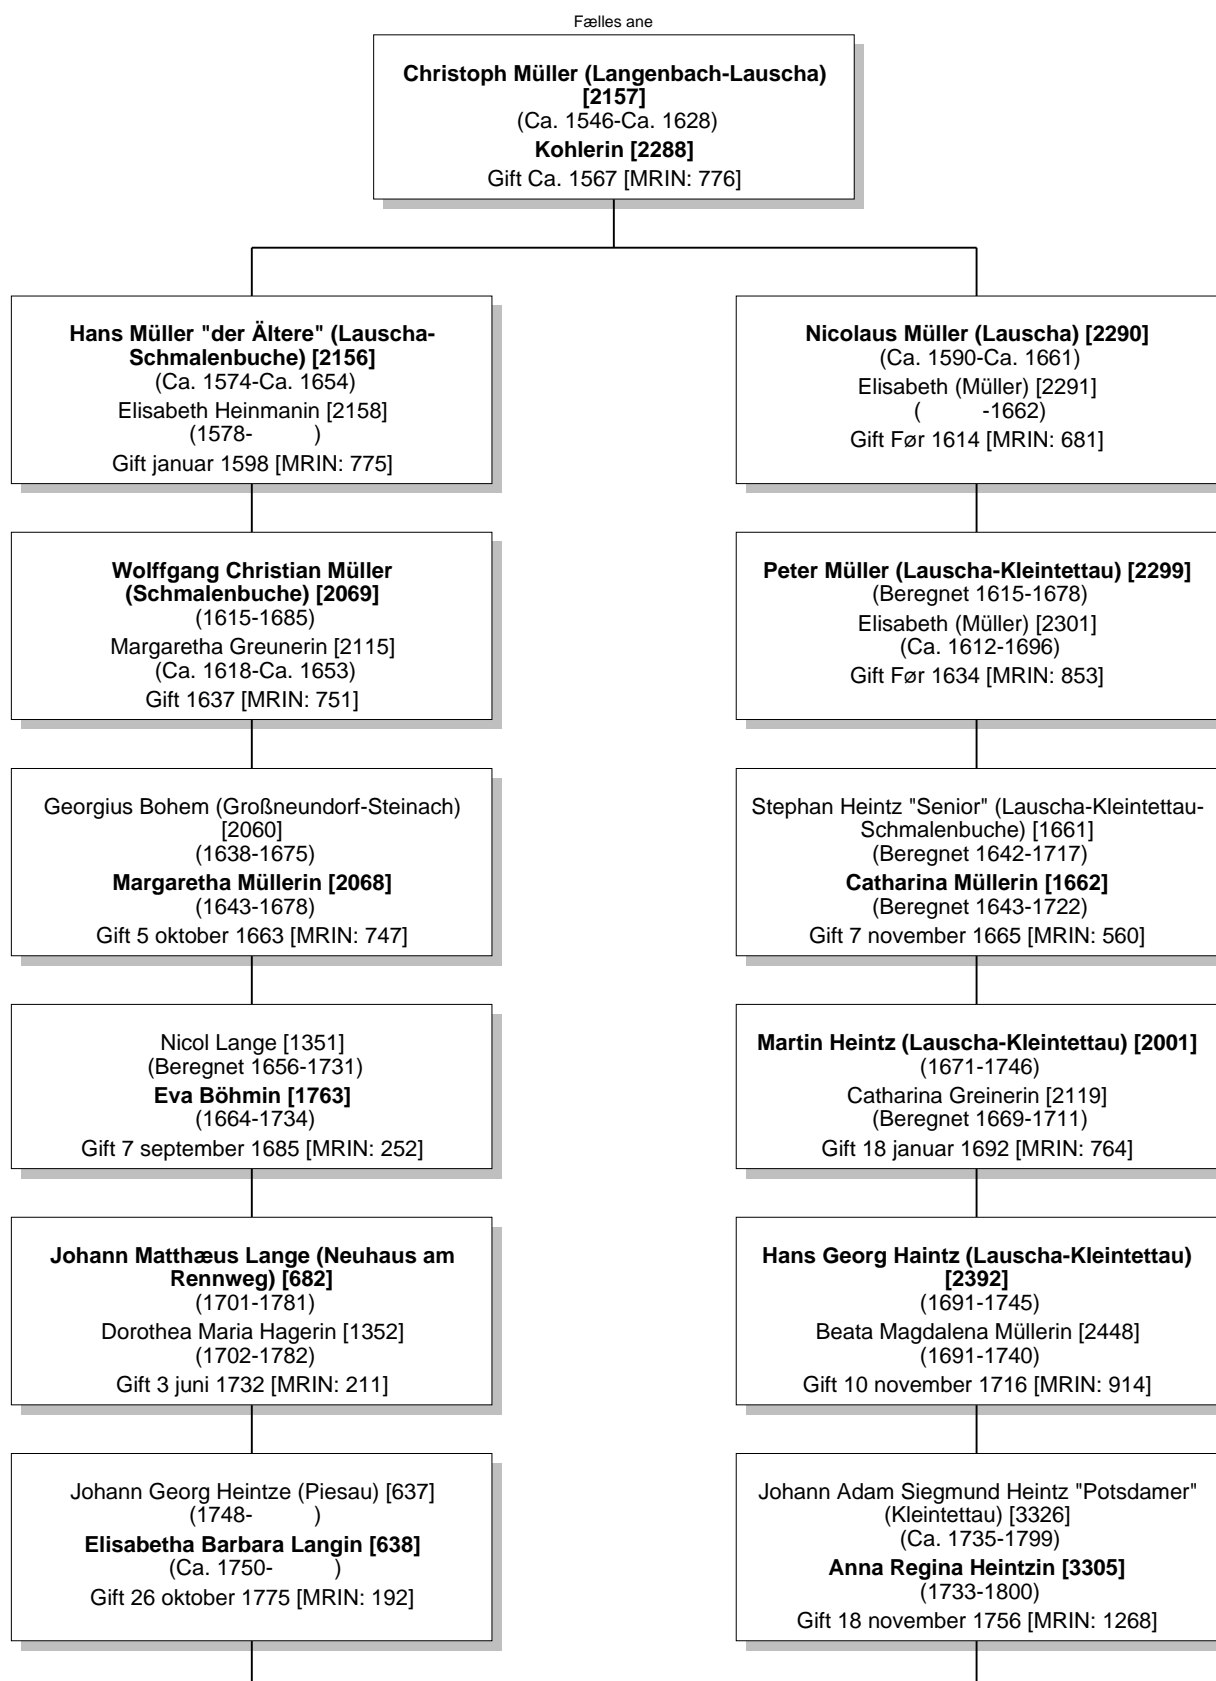 Fælles ane
Christoph Müller (Langenbach-Lauscha)
[2157]
(Ca. 1546-Ca. 1628)
Kohlerin [2288]
Gift Ca. 1567 [MRIN: 776]
Hans Müller "der Ältere" (Lauscha-
Schmalenbuche) [2156]
(Ca. 1574-Ca. 1654)
Elisabeth Heinmanin [2158]
(1578- )
Gift januar 1598 [MRIN: 775]
Nicolaus Müller (Lauscha) [2290]
(Ca. 1590-Ca. 1661)
Elisabeth (Müller) [2291]
( -1662)
Gift Før 1614 [MRIN: 681]
Wolffgang Christian Müller
(Schmalenbuche) [2069]
(1615-1685)
Margaretha Greunerin [2115]
(Ca. 1618-Ca. 1653)
Gift 1637 [MRIN: 751]
Peter Müller (Lauscha-Kleintettau) [2299]
(Beregnet 1615-1678)
Elisabeth (Müller) [2301]
(Ca. 1612-1696)
Gift Før 1634 [MRIN: 853]
Georgius Bohem (Großneundorf-Steinach)
[2060]
(1638-1675)
Margaretha Müllerin [2068]
(1643-1678)
Gift 5 oktober 1663 [MRIN: 747]
Stephan Heintz "Senior" (Lauscha-Kleintettau-
Schmalenbuche) [1661]
(Beregnet 1642-1717)
Catharina Müllerin [1662]
(Beregnet 1643-1722)
Gift 7 november 1665 [MRIN: 560]
Nicol Lange [1351]
(Beregnet 1656-1731)
Eva Böhmin [1763]
(1664-1734)
Gift 7 september 1685 [MRIN: 252]
Martin Heintz (Lauscha-Kleintettau) [2001]
(1671-1746)
Catharina Greinerin [2119]
(Beregnet 1669-1711)
Gift 18 januar 1692 [MRIN: 764]
Johann Matthæus Lange (Neuhaus am
Rennweg) [682]
(1701-1781)
Dorothea Maria Hagerin [1352]
(1702-1782)
Gift 3 juni 1732 [MRIN: 211]
Hans Georg Haintz (Lauscha-Kleintettau)
[2392]
(1691-1745)
Beata Magdalena Müllerin [2448]
(1691-1740)
Gift 10 november 1716 [MRIN: 914]
Johann Georg Heintze (Piesau) [637]
(1748- )
Elisabetha Barbara Langin [638]
(Ca. 1750- )
Gift 26 oktober 1775 [MRIN: 192]
Johann Adam Siegmund Heintz "Potsdamer"
(Kleintettau) [3326]
(Ca. 1735-1799)
Anna Regina Heintzin [3305]
(1733-1800)
Gift 18 november 1756 [MRIN: 1268]